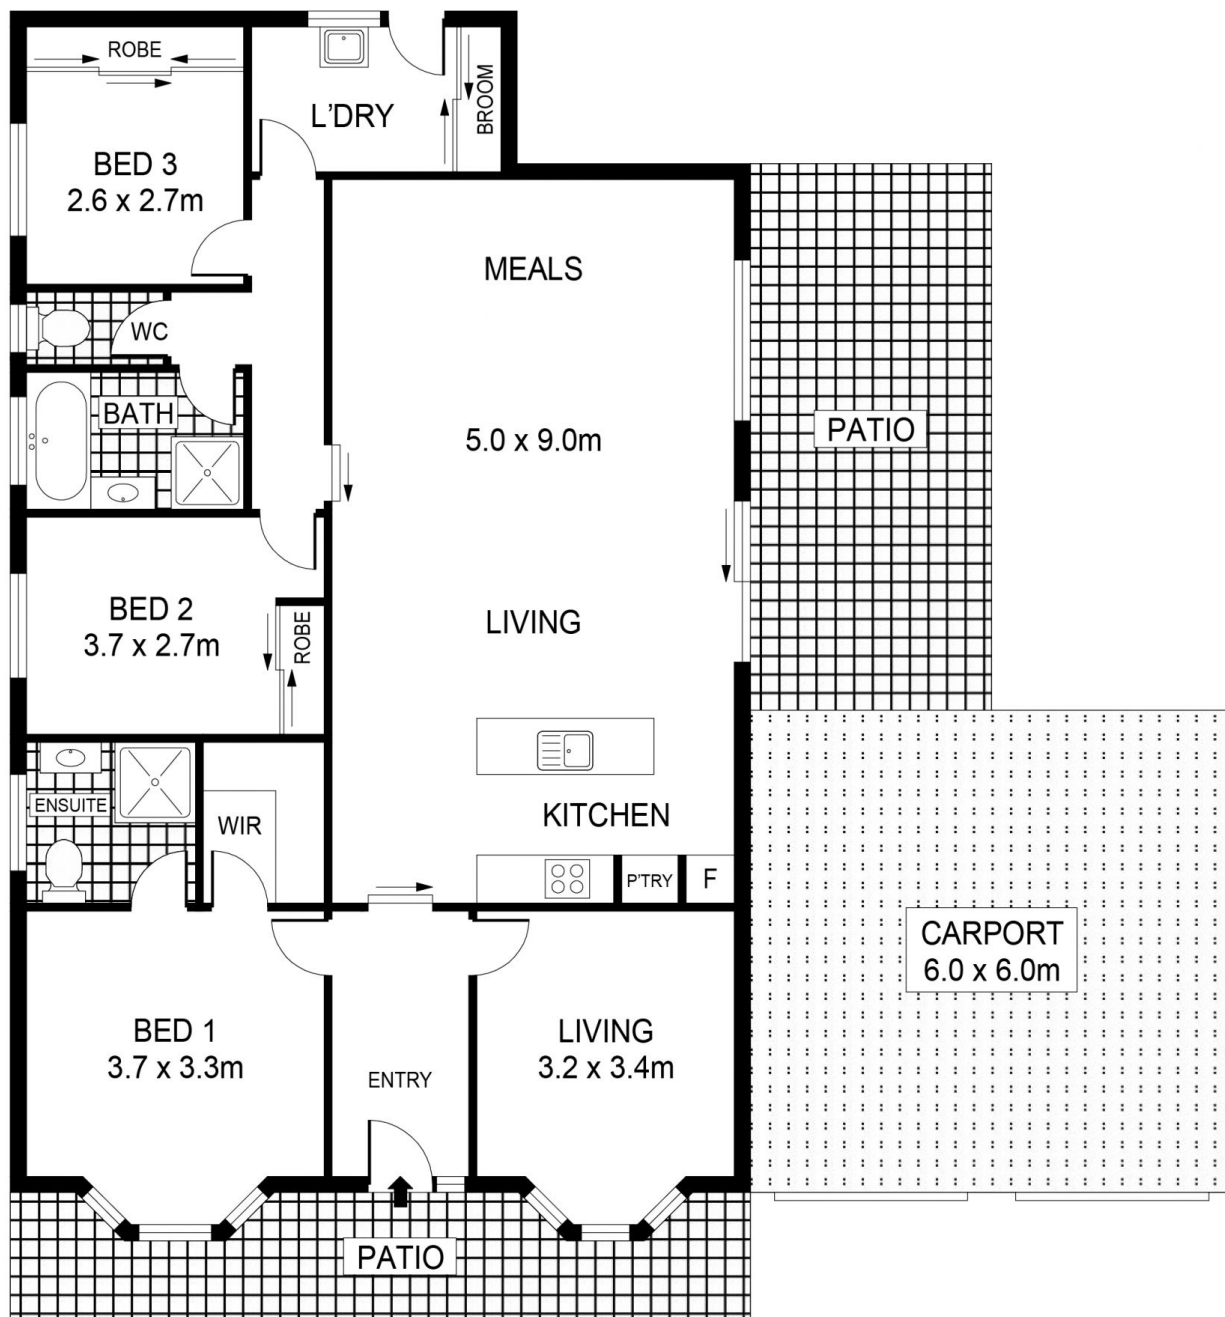 ROBE
L'DRY
BROOM
BED 3
2.6 x 2.7m
MEALS
WC
BATH
5.0 x 9.0m
PATIO
BED 2
3.7 x 2.7m
ROBE
LIVING
ENSUITE
WIR
KITCHEN
P'TRY
F
CARPORT
6.0 x 6.0m
BED 1
3.7 x 3.3m
ENTRY
LIVING
3.2 x 3.4m
PATIO